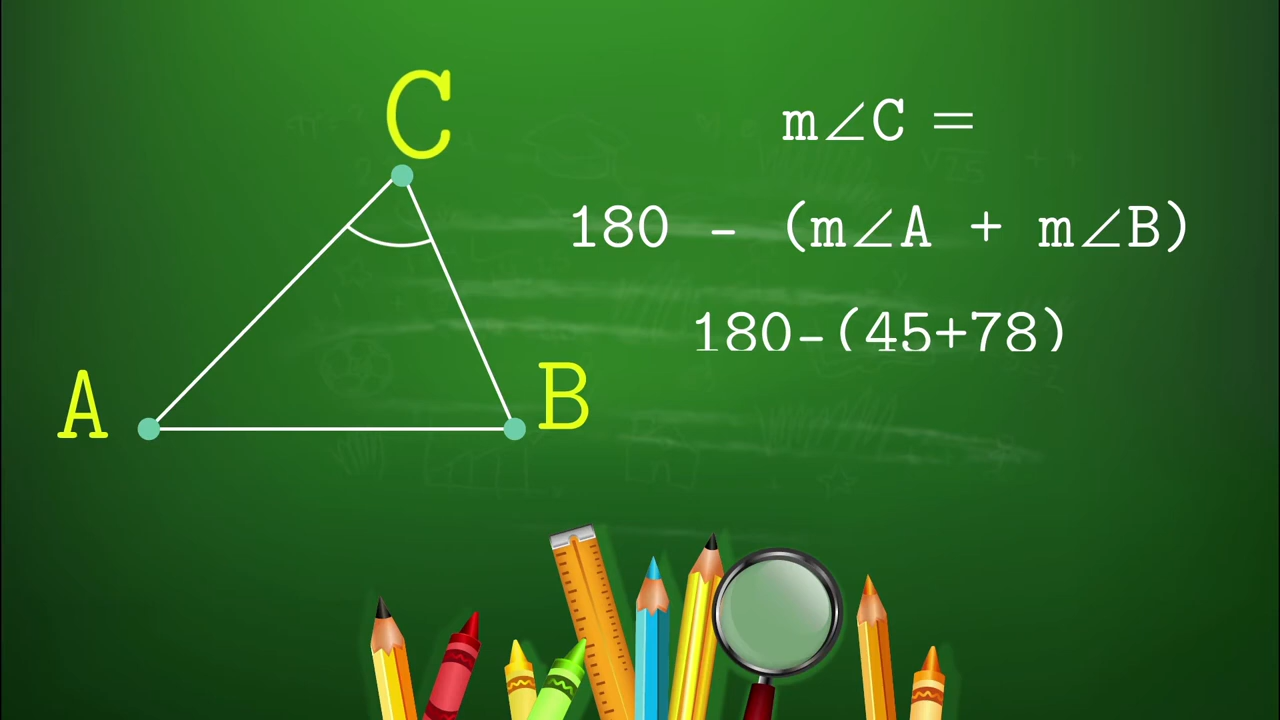 C
A
B
m∠C =
180 - (m∠A + m∠B)
180-(45+78)